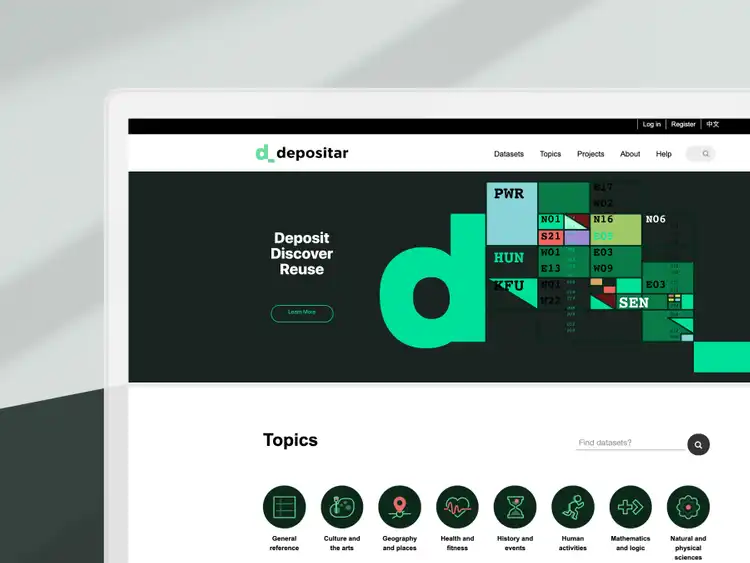 Log in Register 中文
d_ depositar
Datasets Topics Projects About Help
Deposit
Discover
Reuse
Learn More
d
PWR
N01 N16 N06
S21 E09
HUN W01 E03
E13 W09
KFU W01 E03
W22 SEN
Topics
Find datasets?
General
reference
Culture and
the arts
Geography
and places
Health and
fitness
History and
events
Human
activities
Mathematics
and logic
Natural and
physical
sciences